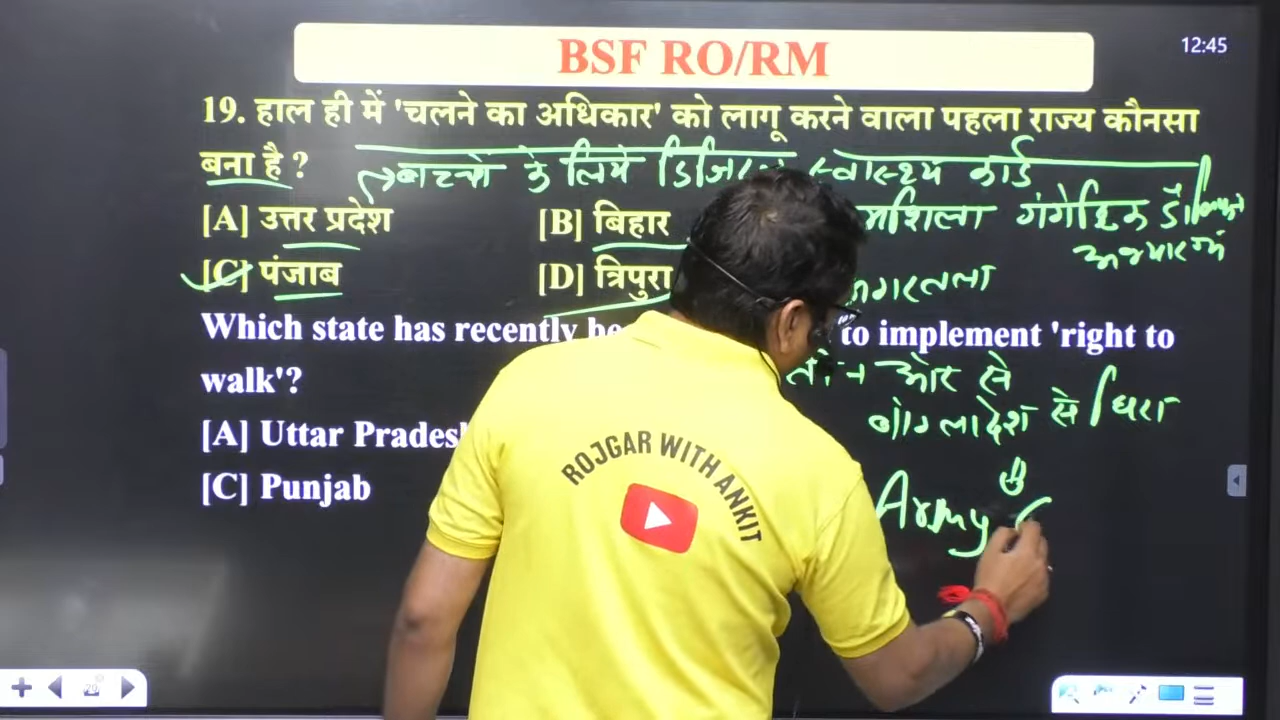 BSF RO/RM
12:45
19. हाल ही में 'चलने का अधिकार' को लागू करने वाला पहला राज्य कौनसा
बना है ?
बच्चों के लिये डिजिटल स्वास्थ्य कार्ड
[A] उत्तर प्रदेश
[B] बिहार
गंगेटिक
[C] पंजाब
[D] त्रिपुरा
अगरतला
Which state has recently be to implement 'right to
walk'?
तीन ओर से
बांग्लादेश से घिरा
[A] Uttar Prades
[C] Punjab
Army
ROJGAR WITH ANKIT
29